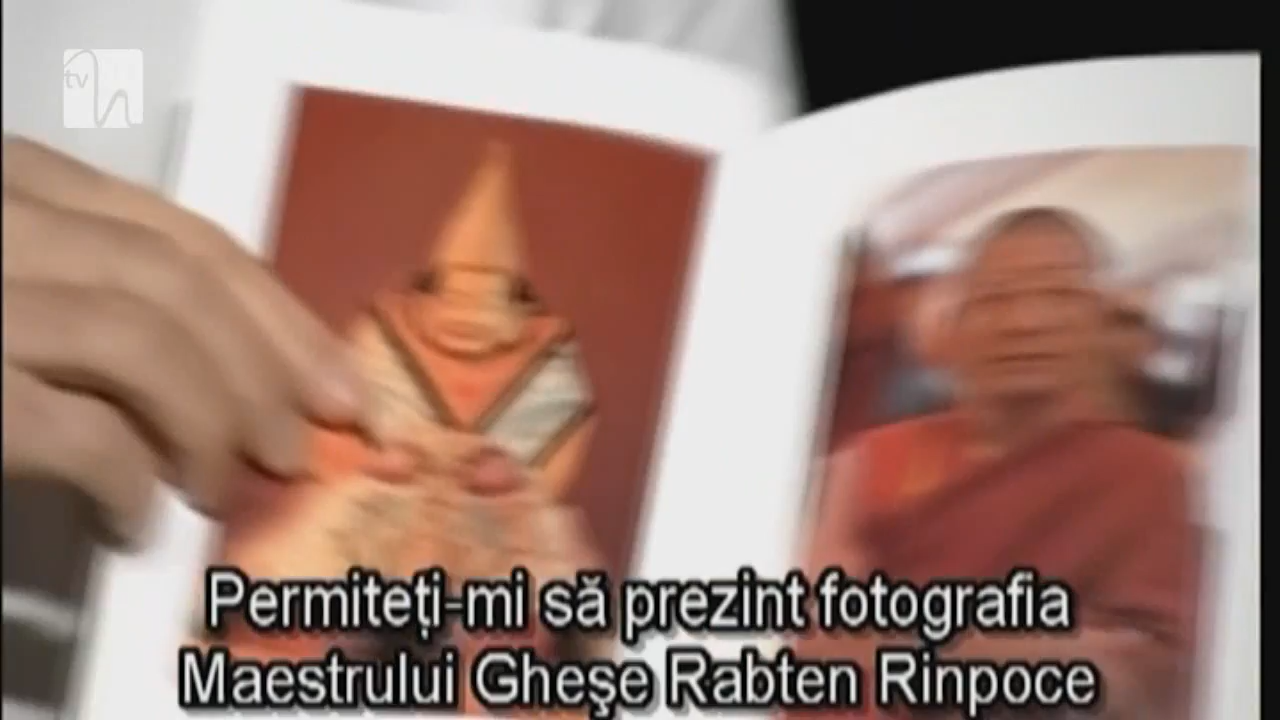 tv
Permiteți-mi să prezint fotografia
Maestrului Gheşe Rabten Rinpoce